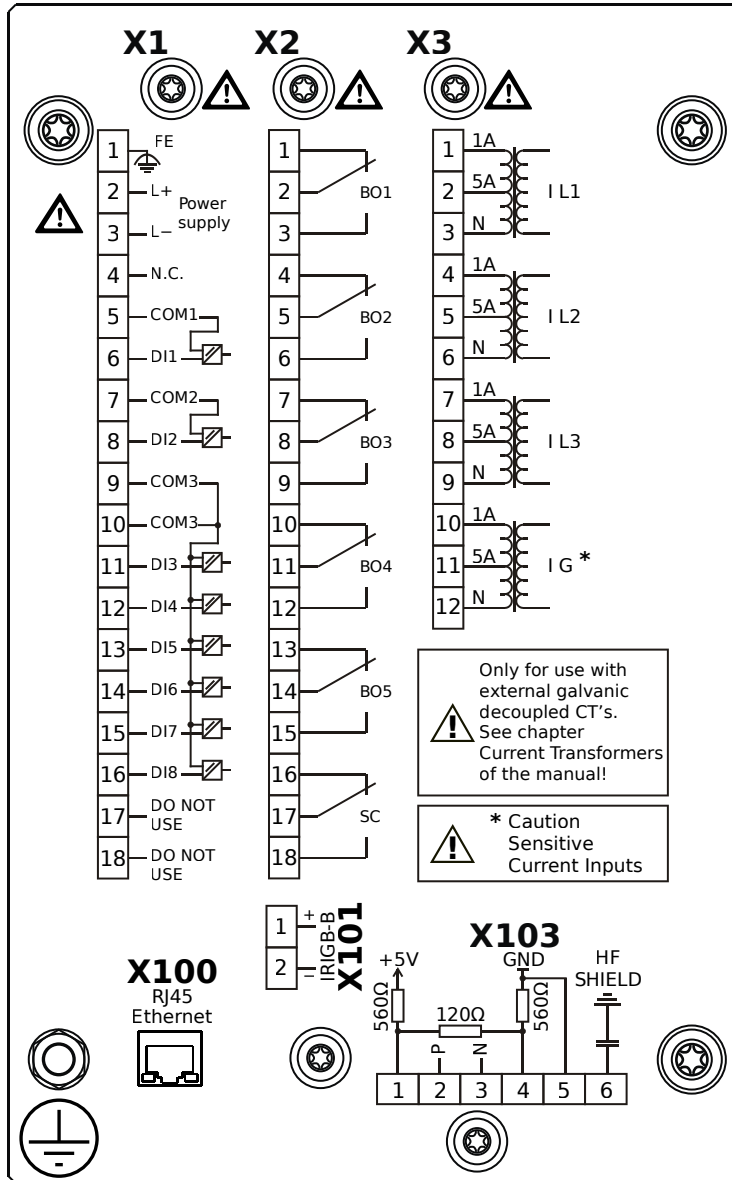 X1
X2
X3
1 FE
2 L+
Power
supply
3 L−
4 N.C.
5 COM1
6 DI1
7 COM2
8 DI2
9 COM3
10 COM3
11 DI3
12 DI4
13 DI5
14 DI6
15 DI7
16 DI8
17 DO NOT
USE
18 DO NOT
USE
1
2 BO1
3
4
5 BO2
6
7
8 BO3
9
10
11 BO4
12
13
14 BO5
15
16
17 SC
18
1 1A
2 5A I L1
3 N
4 1A
5 5A I L2
6 N
7 1A
8 5A I L3
9 N
10 1A
11 5A I G *
12 N
Only for use with
external galvanic
decoupled CT's.
See chapter
Current Transformers
of the manual!
* Caution
Sensitive
Current Inputs
X100
RJ45
Ethernet
1 +
2 −
IRIGB-B
X101
X103
+5V
GND
HF
SHIELD
560Ω
120Ω
560Ω
P
N
1 2 3 4 5 6